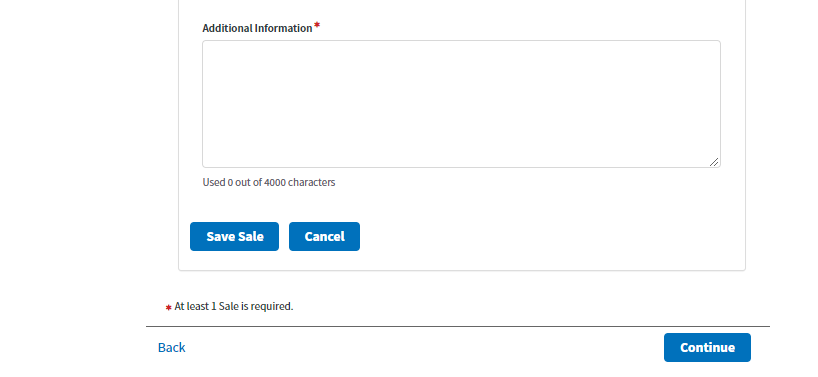 Additional Information *
Used 0 out of 4000 characters
Save Sale Cancel
* At least 1 Sale is required.
Back Continue